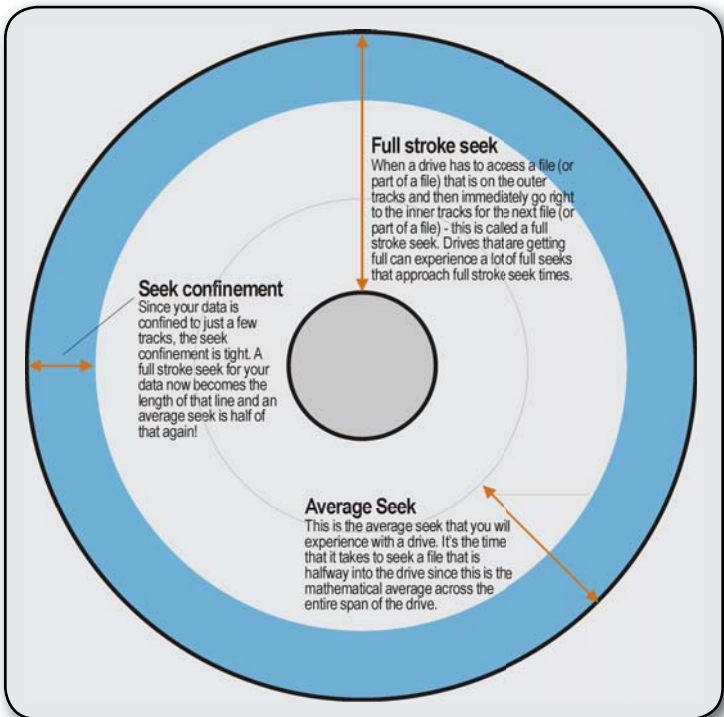 Full stroke seek
When a drive has to access a file (or
part of a file) that is on the outer
tracks and then immediately go right
to the inner tracks for the next file (or
part of a file) - this is called a full
stroke seek. Drives that are getting
full can experience a lot of full seeks
that approach full stroke seek times.
Seek confinement
Since your data is
confined to just a few
tracks, the seek
confinement is tight. A
full stroke seek for your
data now becomes the
length of that line and an
average seek is half of
that again!
Average Seek
This is the average seek that you will
experience with a drive. It's the time
that it takes to seek a file that is
halfway into the drive since this is the
mathematical average across the
entire span of the drive.